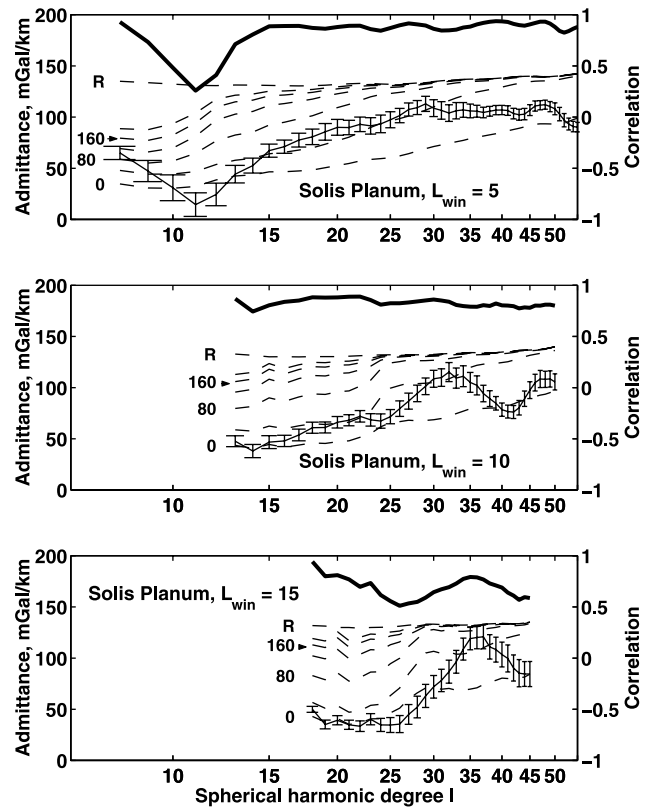 Admittance, mGal/km
200
150
100
50
0
R
160
80
0
Solis Planum, Lwin = 5
1
0.5
0
−0.5
−1
Correlation
10 15 20 25 30 35 40 45 50
Admittance, mGal/km
200
150
100
50
0
R
160
80
0
Solis Planum, Lwin = 10
1
0.5
0
−0.5
−1
Correlation
10 15 20 25 30 35 40 45 50
Admittance, mGal/km
200
150
100
50
0
Solis Planum, Lwin = 15
R
160
80
0
1
0.5
0
−0.5
−1
Correlation
10 15 20 25 30 35 40 45 50
Spherical harmonic degree l